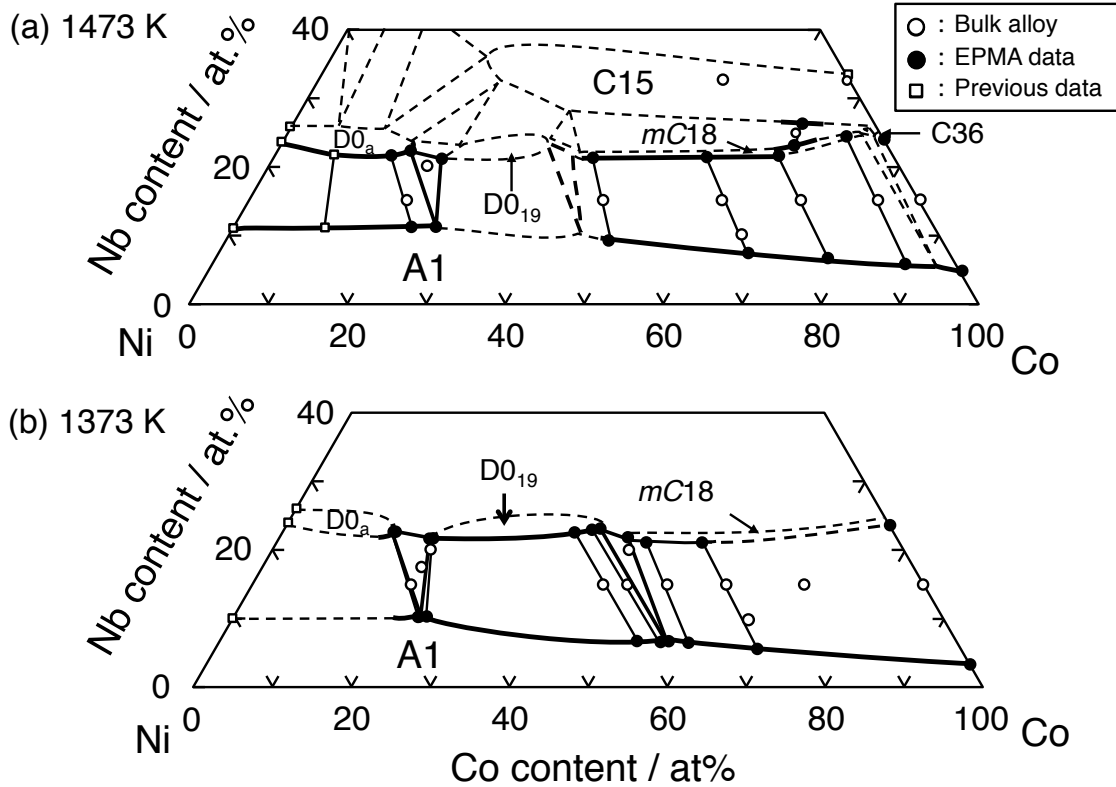 (a) 1473 K
40
20
0
Nb content / at.%
D0a
C15
mC18
C36
D019
A1
Ni
0
20
40
60
80
100
Co
: Bulk alloy
: EPMA data
: Previous data
(b) 1373 K
40
20
0
Nb content / at.%
D0a
D019
mC18
A1
Ni
0
20
40
60
80
100
Co
Co content / at%